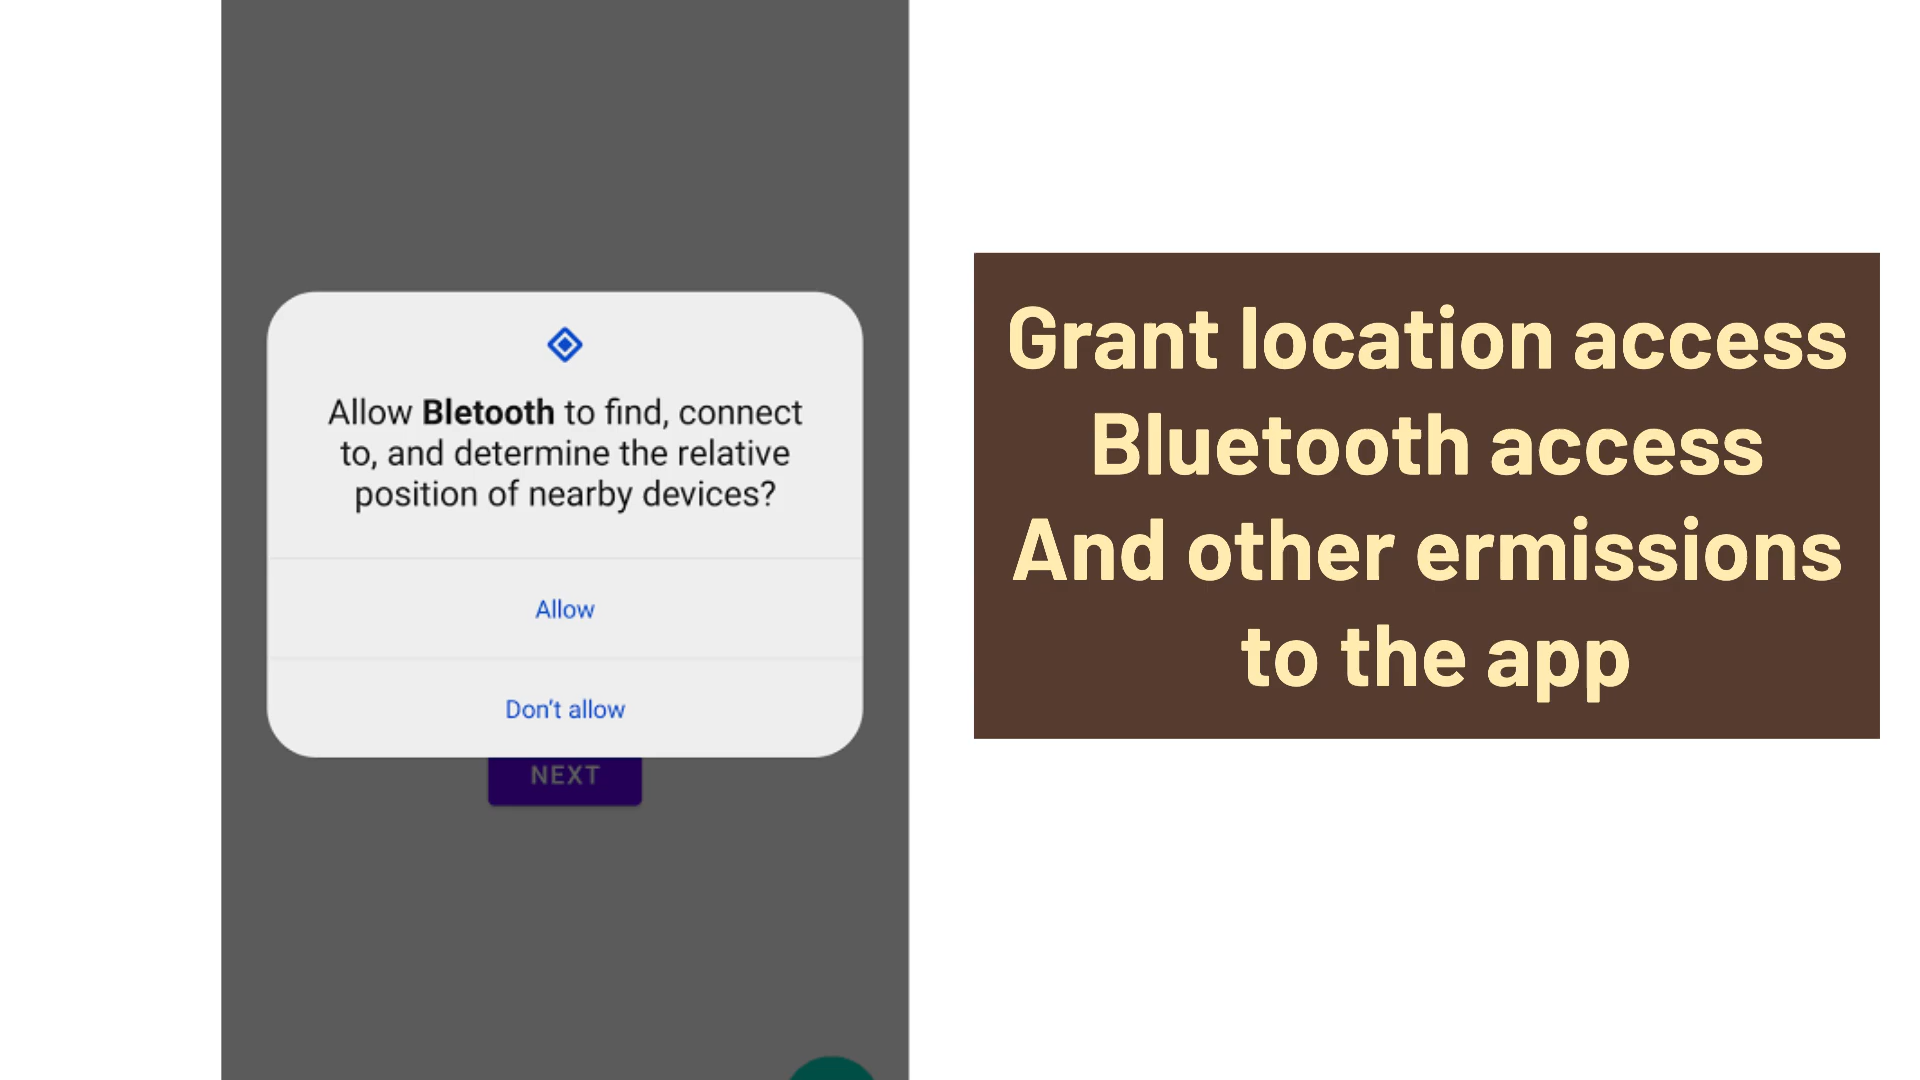 Allow Bletooth to find, connect
to, and determine the relative
position of nearby devices?
Allow
Don't allow
NEXT
Grant location access
Bluetooth access
And other ermissions
to the app